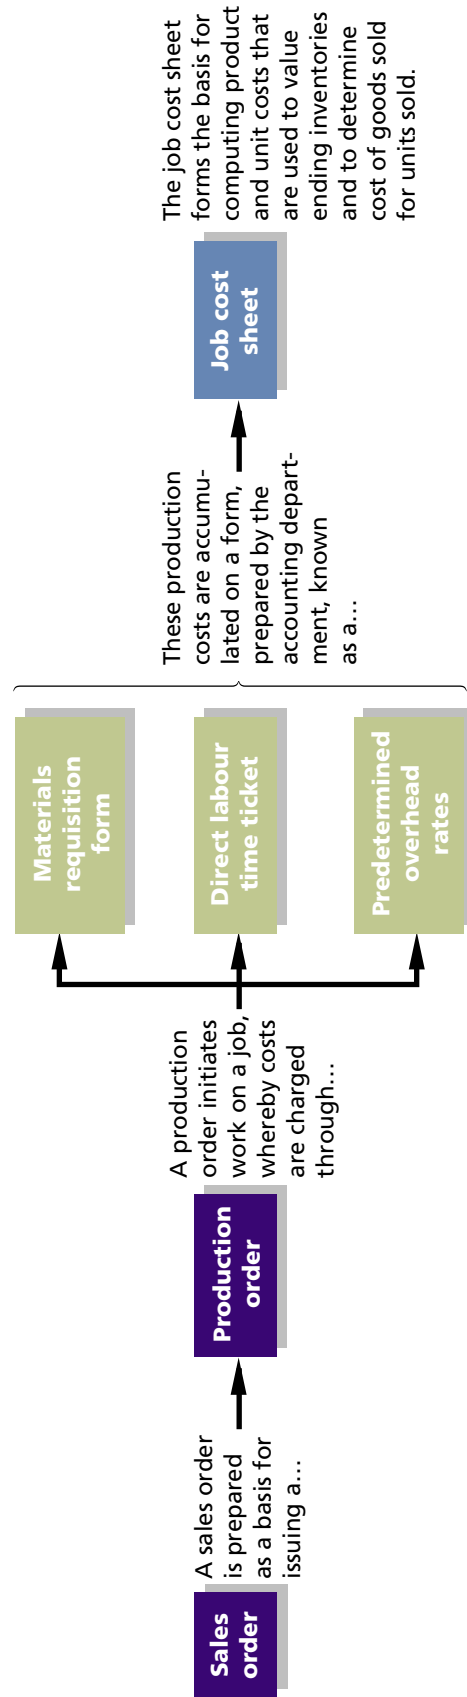 Sales
order
A sales order
is prepared
as a basis for
issuing a…
Production
order
A production
order initiates
work on a job,
whereby costs
are charged
through…
Materials
requisition
form
Direct labour
time ticket
Predetermined
overhead
rates
These production
costs are accumu-
lated on a form,
prepared by the
accounting depart-
ment, known
as a…
Job cost
sheet
The job cost sheet
forms the basis for
computing product
and unit costs that
are used to value
ending inventories
and to determine
cost of goods sold
for units sold.